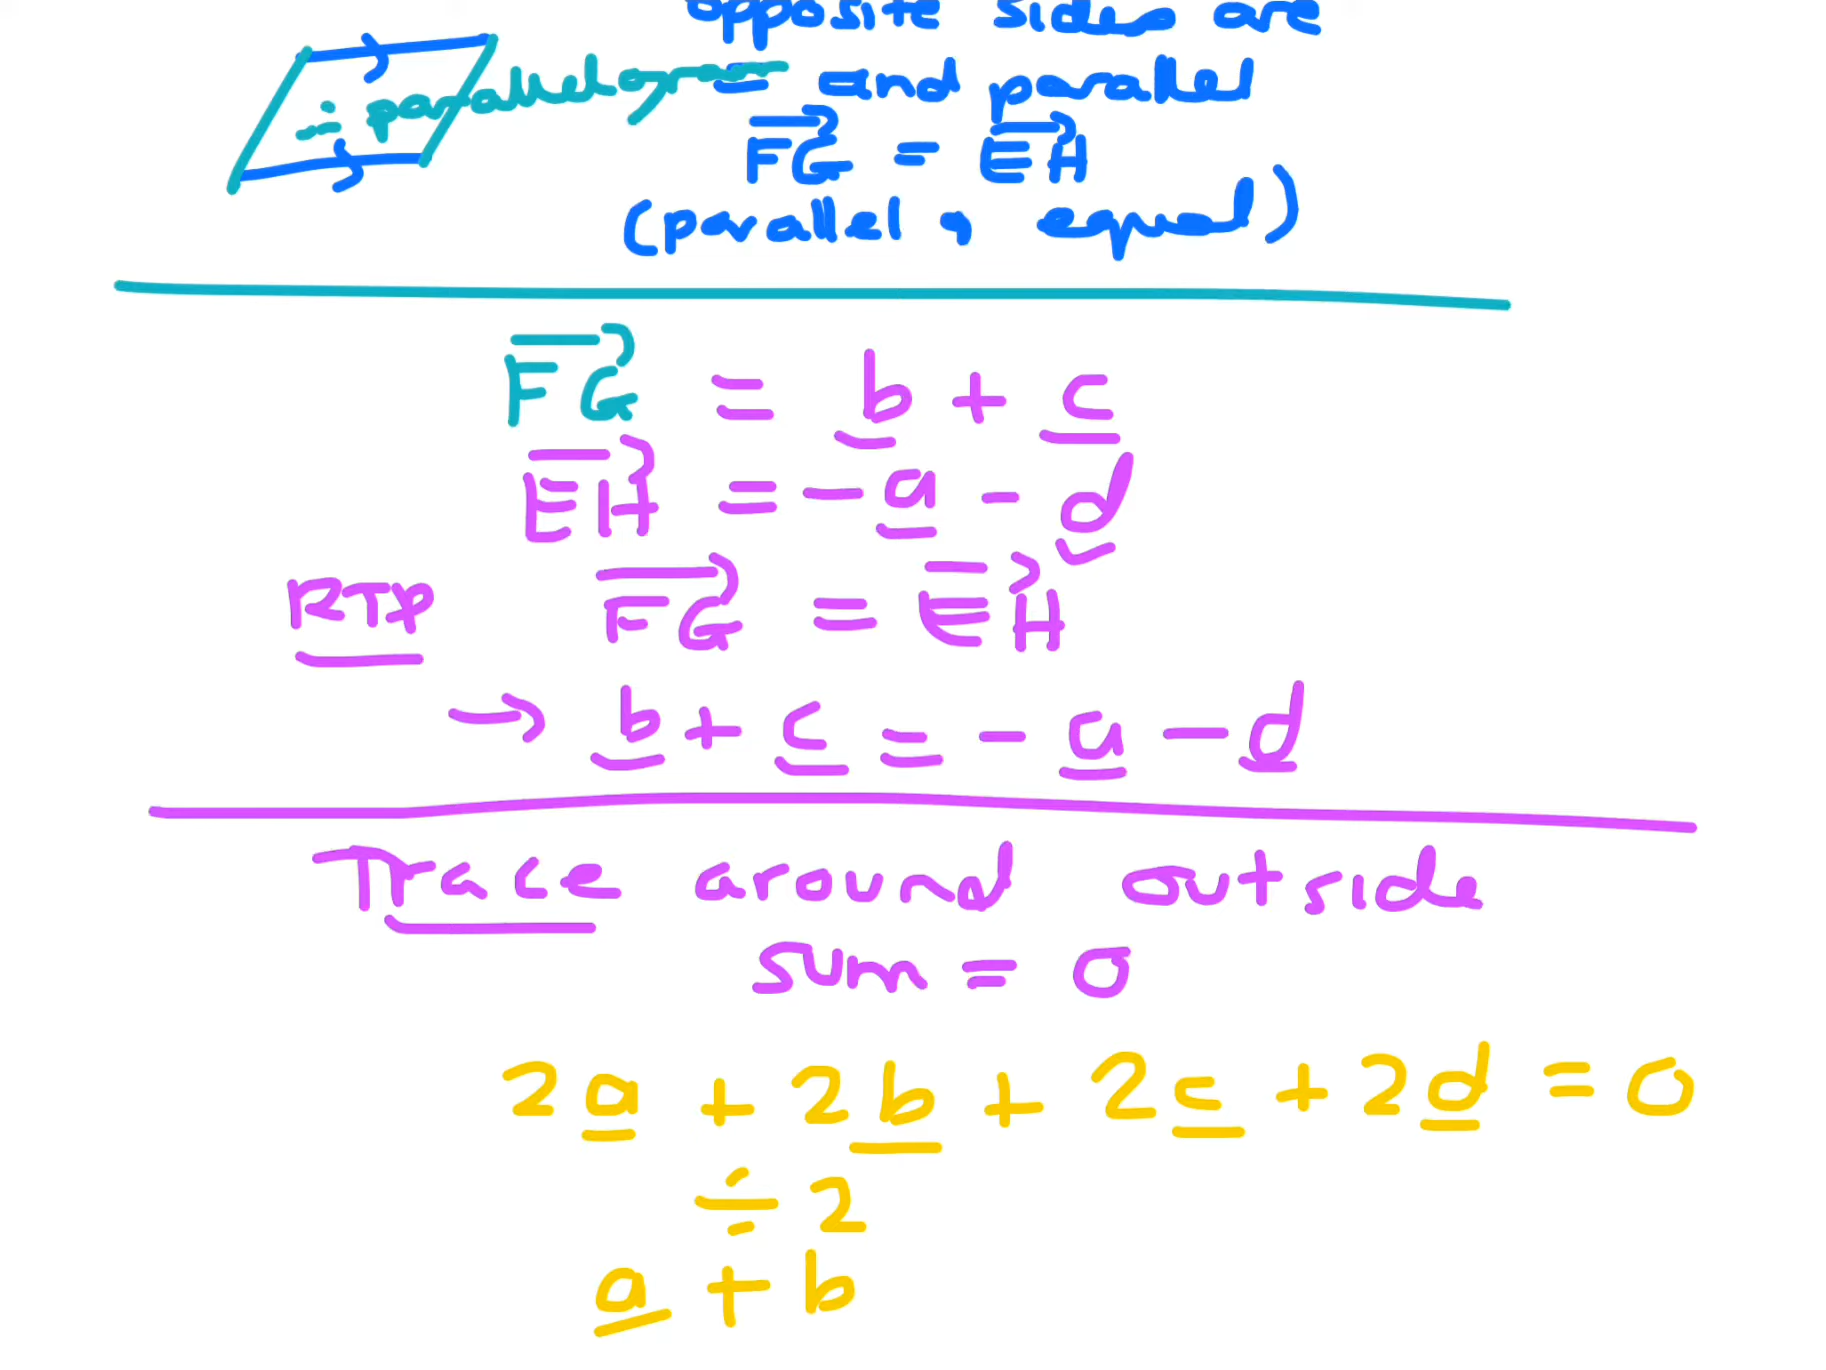 opposite sides are
= and parallel
∴ parallelogram
FG = EH
(parallel & equal)
FG = b + c
EH = - a - d
RTP FG = EH
→ b + c = - a - d
Trace around outside
sum = 0
2a + 2b + 2c + 2d = 0
÷ 2
a + b